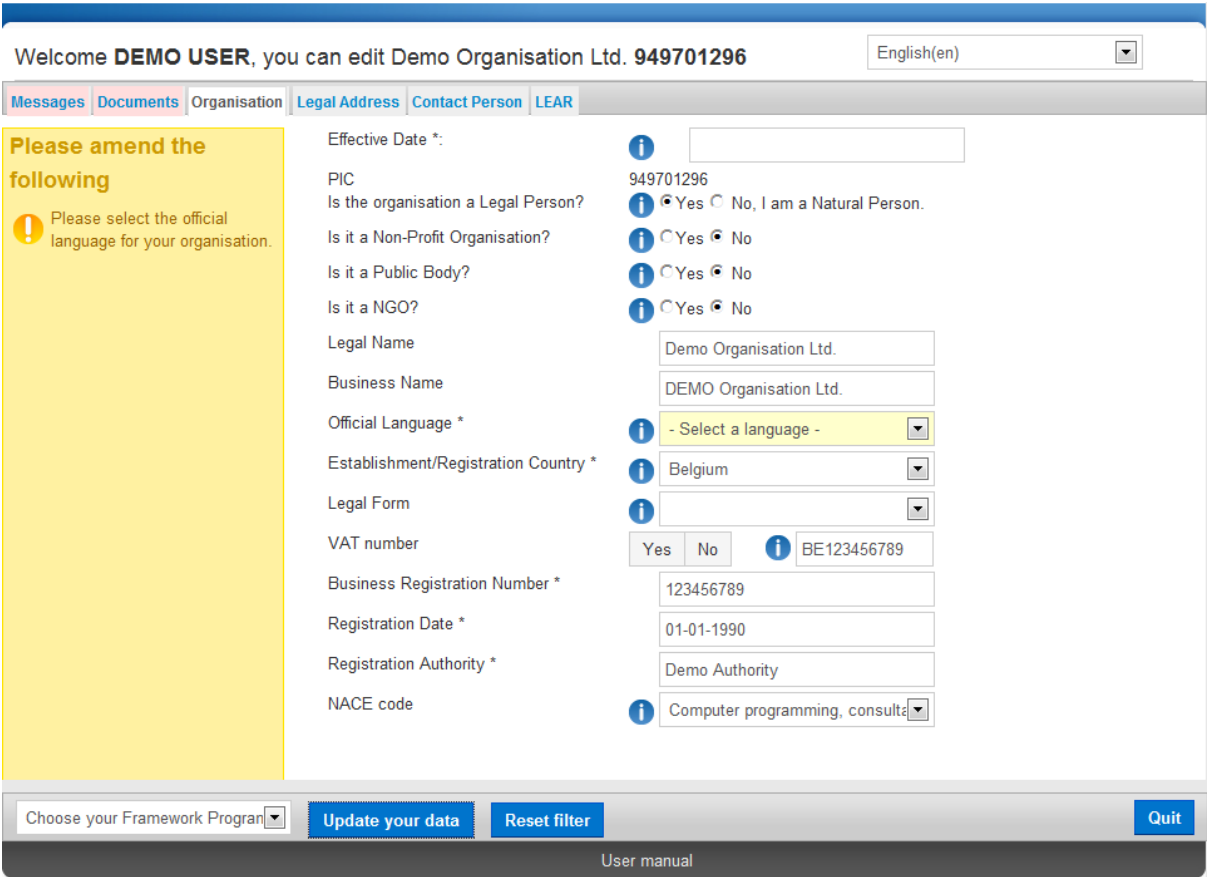 Welcome DEMO USER, you can edit Demo Organisation Ltd. 949701296
English(en)
Messages Documents Organisation Legal Address Contact Person LEAR
Please amend the
following
Please select the official
language for your organisation.
Effective Date *:
PIC 949701296
Is the organisation a Legal Person? Yes No, I am a Natural Person.
Is it a Non-Profit Organisation? Yes No
Is it a Public Body? Yes No
Is it a NGO? Yes No
Legal Name Demo Organisation Ltd.
Business Name DEMO Organisation Ltd.
Official Language * - Select a language -
Establishment/Registration Country * Belgium
Legal Form
VAT number Yes No BE123456789
Business Registration Number * 123456789
Registration Date * 01-01-1990
Registration Authority * Demo Authority
NACE code Computer programming, consulta
Choose your Framework Progran Update your data Reset filter Quit
User manual